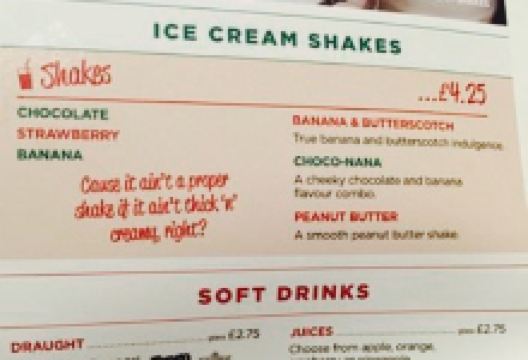 ICE CREAM SHAKES
Shakes ...£4.25
CHOCOLATE
STRAWBERRY
BANANA
Cause it ain't a proper
shake if it ain't thick 'n'
creamy, right?
BANANA & BUTTERSCOTCH
True banana and butterscotch indulgence.
CHOCO-NANA
A cheeky chocolate and banana
flavour combo.
PEANUT BUTTER
A smooth peanut butter shake.
SOFT DRINKS
DRAUGHT £2.75
JUICES £2.75
Choose from apple, orange,